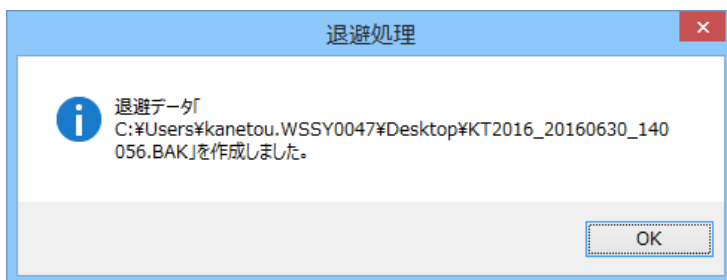 退避処理
退避データ「
C:¥Users¥kanetou.WSSY0047¥Desktop¥KT2016_20160630_140
056.BAK」を作成しました。
OK